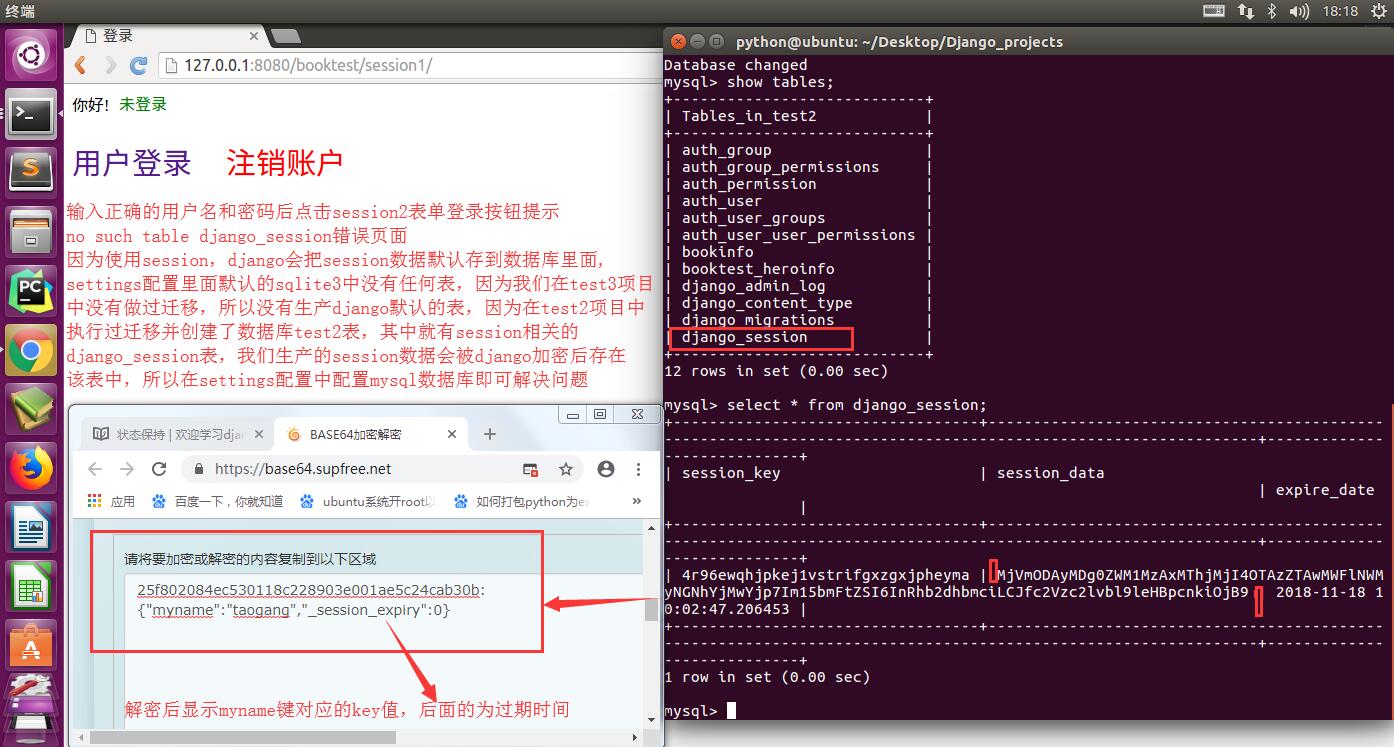 终端
18:18
登录
127.0.0.1:8080/booktest/session1/
你好! 未登录
用户登录 注销账户
输入正确的用户名和密码后点击session2表单登录按钮提示
no such table django_session错误页面
因为使用session，django会把session数据默认存到数据库里面,
settings配置里面默认的sqlite3中没有任何表，因为我们在test3项目
中没有做过迁移，所以没有生产django默认的表，因为在test2项目中
执行过迁移并创建了数据库test2表，其中就有session相关的
django_session表，我们生产的session数据会被django加密后存在
该表中，所以在settings配置中配置mysql数据库即可解决问题
状态保持 | 欢迎学习djan
BASE64加密解密
https://base64.supfree.net
应用
百度一下，你就知道
ubuntu系统开root以
如何打包python为ex
请将要加密或解密的内容复制到以下区域
25f802084ec530118c228903e001ae5c24cab30b:
{"myname":"taogang","_session_expiry":0}
解密后显示myname键对应的key值，后面的为过期时间
python@ubuntu: ~/Desktop/Django_projects
Database changed
mysql> show tables;
+----------------------------+
| Tables_in_test2            |
+----------------------------+
| auth_group                 |
| auth_group_permissions     |
| auth_permission            |
| auth_user                  |
| auth_user_groups           |
| auth_user_user_permissions |
| bookinfo                   |
| booktest_heroinfo          |
| django_admin_log           |
| django_content_type        |
| django_migrations          |
| django_session             |
+----------------------------+
12 rows in set (0.00 sec)
mysql> select * from django_session;
| session_key | session_data
| expire_date
|
| 4r96ewqhjpkej1vstrifgxzgxjpheyma | MjVmODAyMDg0ZWM1MzAxMThjMjI4OTAzZTAwMWFlNWM
yNGNhYjMwYjp7Im15bmFtZSI6InRhb2dhbmciLCJfc2Vzc2lvbl9leHBpcnkiOjB9 2018-11-18 1
0:02:47.206453 |
1 row in set (0.00 sec)
mysql>